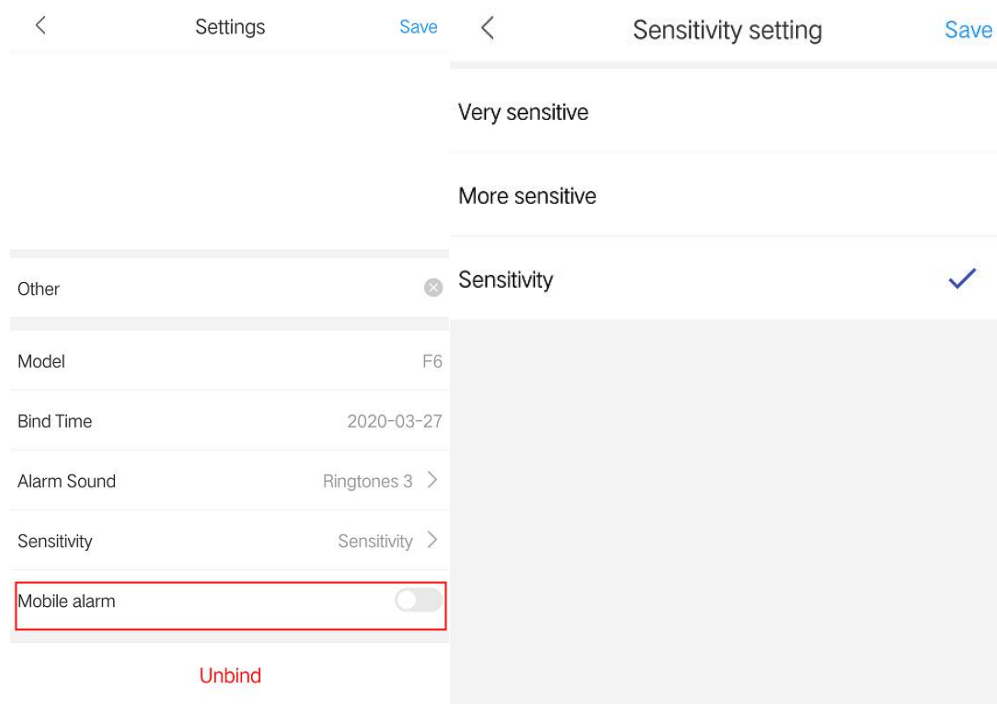 Settings Save
Other
Model F6
Bind Time 2020-03-27
Alarm Sound Ringtones 3
Sensitivity Sensitivity
Mobile alarm
Unbind
Sensitivity setting Save
Very sensitive
More sensitive
Sensitivity